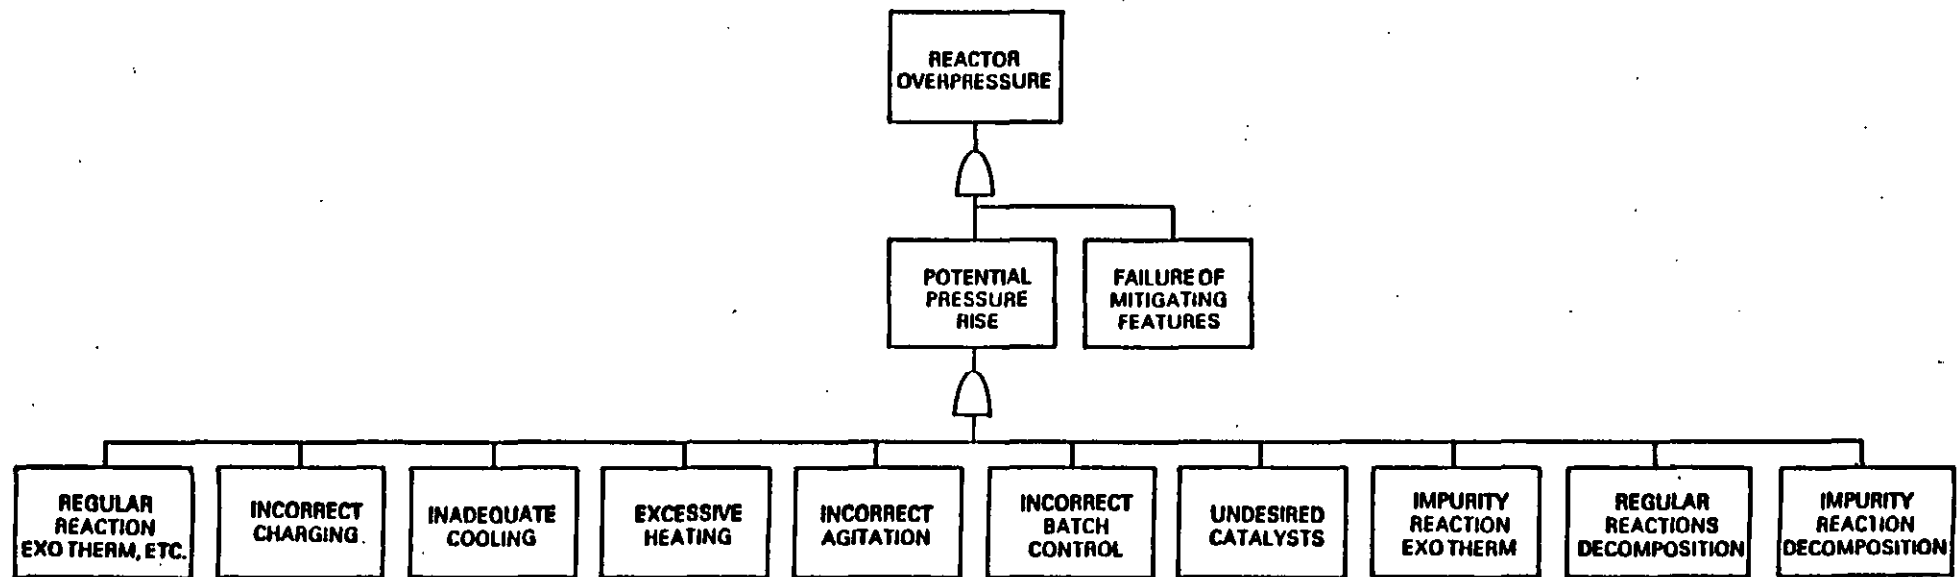 REACTOR
OVERPRESSURE
POTENTIAL
PRESSURE
RISE
FAILURE OF
MITIGATING
FEATURES
REGULAR
REACTION
EXO THERM, ETC.
INCORRECT
CHARGING
INADEQUATE
COOLING
EXCESSIVE
HEATING
INCORRECT
AGITATION
INCORRECT
BATCH
CONTROL
UNDESIRED
CATALYSTS
IMPURITY
REACTION
EXO THERM
REGULAR
REACTIONS
DECOMPOSITION
IMPURITY
REACTION
DECOMPOSITION